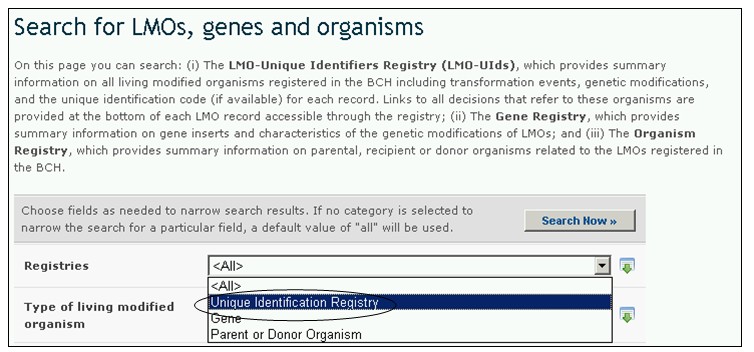 Search for LMOs, genes and organisms
On this page you can search: (i) The LMO-Unique Identifiers Registry (LMO-UIds), which provides summary
information on all living modified organisms registered in the BCH including transformation events, genetic modifications,
and the unique identification code (if available) for each record. Links to all decisions that refer to these organisms are
provided at the bottom of each LMO record accessible through the registry; (ii) The Gene Registry, which provides
summary information on gene inserts and characteristics of the genetic modifications of LMOs; and (iii) The Organism
Registry, which provides summary information on parental, recipient or donor organisms related to the LMOs registered in
the BCH.
Choose fields as needed to narrow search results. If no category is selected to
narrow the search for a particular field, a default value of "all" will be used.
Search Now »
Registries
<All>
<All>
Unique Identification Registry
Gene
Parent or Donor Organism
Type of living modified
organism